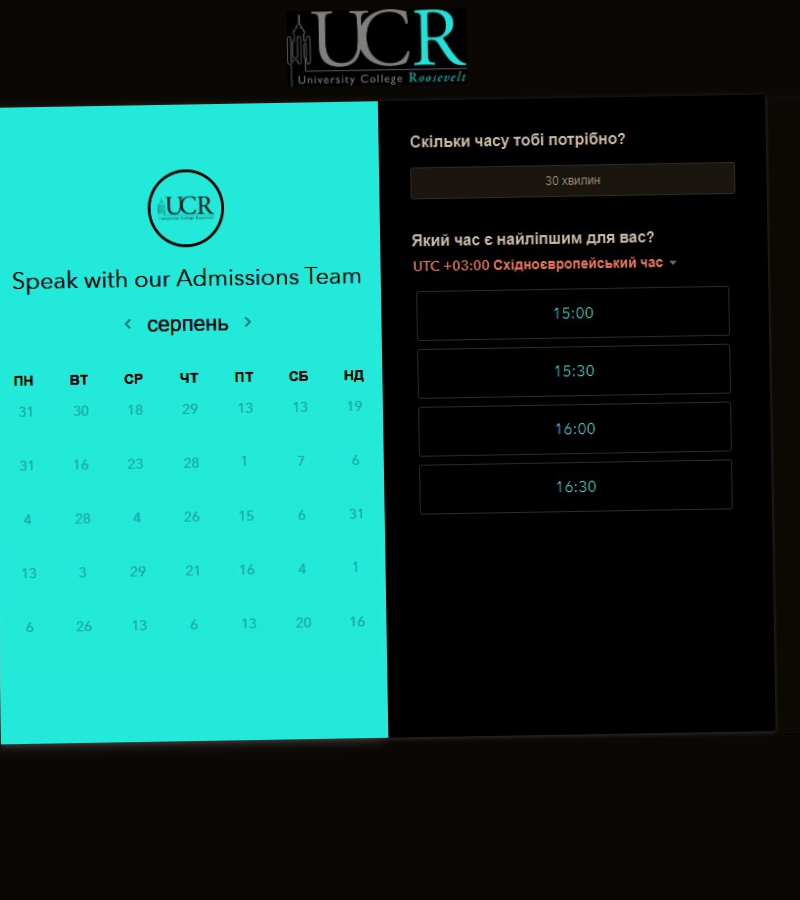 UCR
University College Roosevelt
UCR
University College Roosevelt
Speak with our Admissions Team
серпень
ПН ВТ СР ЧТ ПТ СБ НД
31 30 18 29 13 13 19
31 16 23 28 1 7 6
4 28 4 26 15 6 31
13 3 29 21 16 4 1
6 26 13 6 13 20 16
Скільки часу тобі потрібно?
30 хвилин
Який час є найліпшим для вас?
UTC +03:00 Східноєвропейський час
15:00
15:30
16:00
16:30